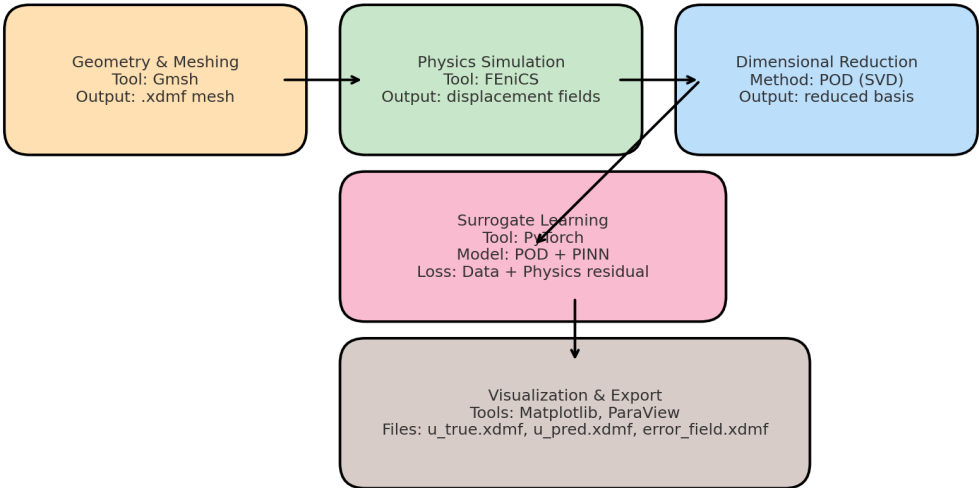 Geometry & Meshing
Tool: Gmsh
Output: .xdmf mesh
Physics Simulation
Tool: FEniCS
Output: displacement fields
Dimensional Reduction
Method: POD (SVD)
Output: reduced basis
Surrogate Learning
Tool: PyTorch
Model: POD + PINN
Loss: Data + Physics residual
Visualization & Export
Tools: Matplotlib, ParaView
Files: u_true.xdmf, u_pred.xdmf, error_field.xdmf